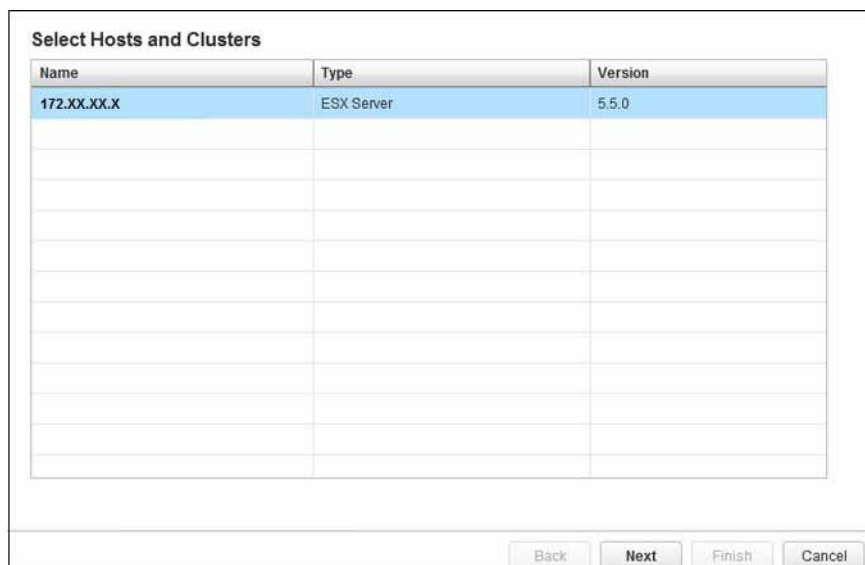 Select Hosts and Clusters
Name Type Version
172.XX.XX.X ESX Server 5.5.0
Back Next Finish Cancel